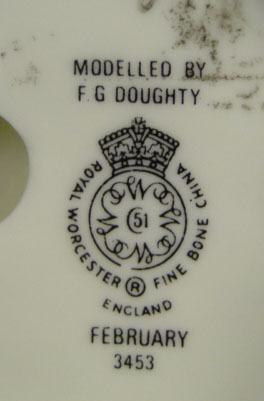 MODELLED BY
F.G DOUGHTY
ROYAL WORCESTER ® FINE BONE CHINA
51
ENGLAND
FEBRUARY
3453